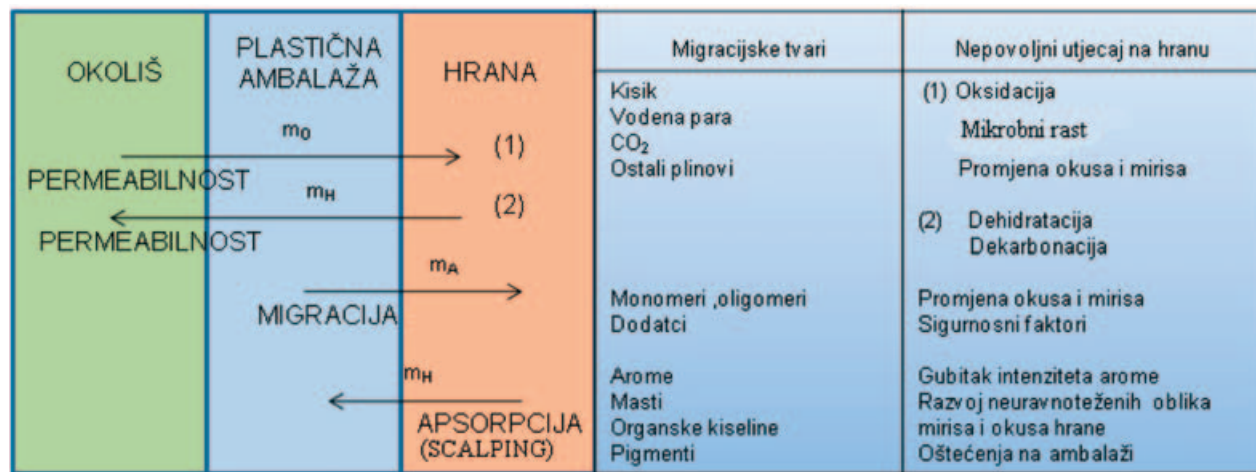 OKOLIŠ
PLASTIČNA
AMBALAŽA
HRANA
m₀
(1)
PERMEABILNOST
m_H
(2)
PERMEABILNOST
m_A
MIGRACIJA
m_H
APSORPCIJA
(SCALPING)
Migracijske tvari
Kisik
Vodena para
CO₂
Ostali plinovi
Monomeri ,oligomeri
Dodatci
Arome
Masti
Organske kiseline
Pigmenti
Nepovoljni utjecaj na hranu
(1) Oksidacija
Mikrobni rast
Promjena okusa i mirisa
(2) Dehidratacija
Dekarbonacija
Promjena okusa i mirisa
Sigurnosni faktori
Gubitak intenziteta arome
Razvoj neuravnoteženih oblika
mirisa i okusa hrane
Oštećenja na ambalaži